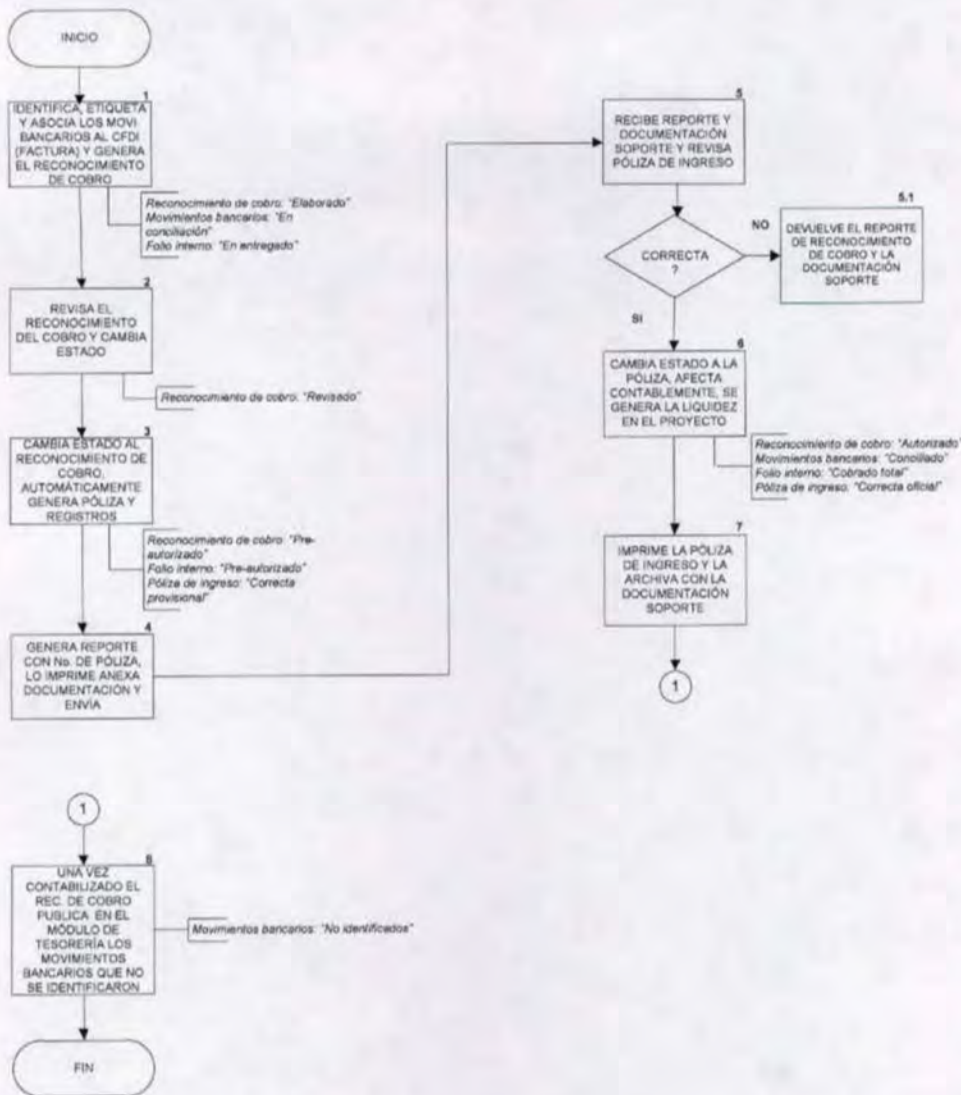 INICIO
1
IDENTIFICA, ETIQUETA
Y ASOCIA LOS MOVI
BANCARIOS AL CFDI
(FACTURA) Y GENERA
EL RECONOCIMIENTO
DE COBRO
Reconocimiento de cobro: "Elaborado"
Movimientos bancarios: "En
conciliación"
Folio interno: "En entregado"
2
REVISA EL
RECONOCIMIENTO
DEL COBRO Y CAMBIA
ESTADO
Reconocimiento de cobro: "Revisado"
3
CAMBIA ESTADO AL
RECONOCIMIENTO DE
COBRO,
AUTOMÁTICAMENTE
GENERA PÓLIZA Y
REGISTROS
Reconocimiento de cobro: "Pre-
autorizado"
Folio interno: "Pre-autorizado"
Póliza de ingreso: "Correcta
provisional"
4
GENERA REPORTE
CON No. DE PÓLIZA,
LO IMPRIME ANEXA
DOCUMENTACIÓN Y
ENVÍA
5
RECIBE REPORTE Y
DOCUMENTACIÓN
SOPORTE Y REVISA
PÓLIZA DE INGRESO
CORRECTA
?
NO
5.1
DEVUELVE EL REPORTE
DE RECONOCIMIENTO
DE COBRO Y LA
DOCUMENTACIÓN
SOPORTE
SI
6
CAMBIA ESTADO A LA
PÓLIZA, AFECTA
CONTABLEMENTE, SE
GENERA LA LIQUIDEZ
EN EL PROYECTO
Reconocimiento de cobro: "Autorizado"
Movimientos bancarios: "Conciliado"
Folio interno: "Cobrado total"
Póliza de ingreso: "Correcta oficial"
7
IMPRIME LA PÓLIZA
DE INGRESO Y LA
ARCHIVA CON LA
DOCUMENTACIÓN
SOPORTE
1
1
8
UNA VEZ
CONTABILIZADO EL
REC. DE COBRO
PUBLICA EN EL
MÓDULO DE
TESORERÍA LOS
MOVIMIENTOS
BANCARIOS QUE NO
SE IDENTIFICARON
Movimientos bancarios: "No identificados"
FIN